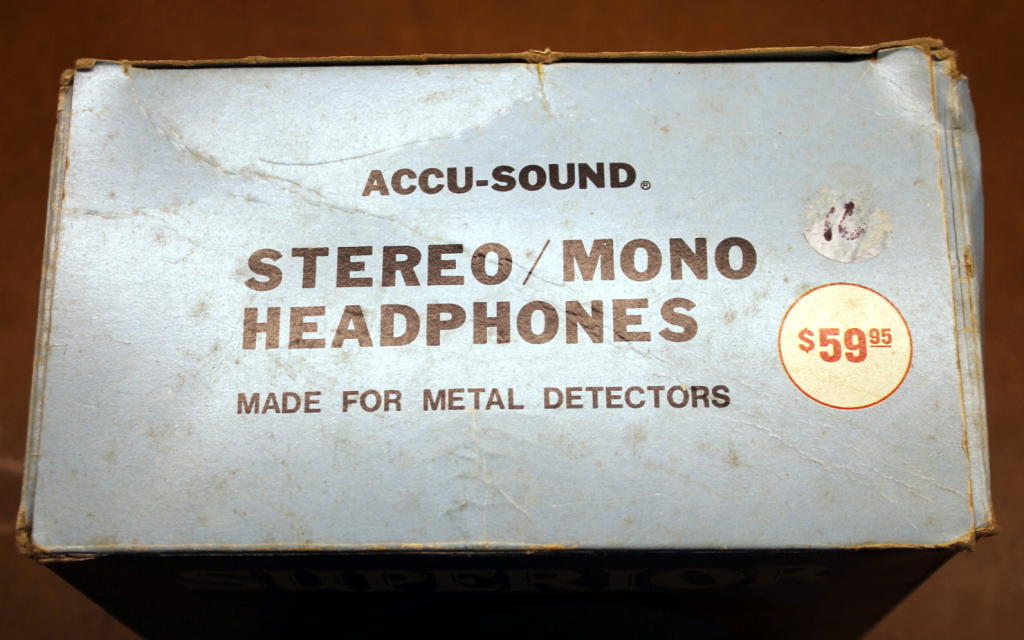 ACCU-SOUND®
STEREO/MONO
HEADPHONES
MADE FOR METAL DETECTORS
$59 95
SUPERIOR